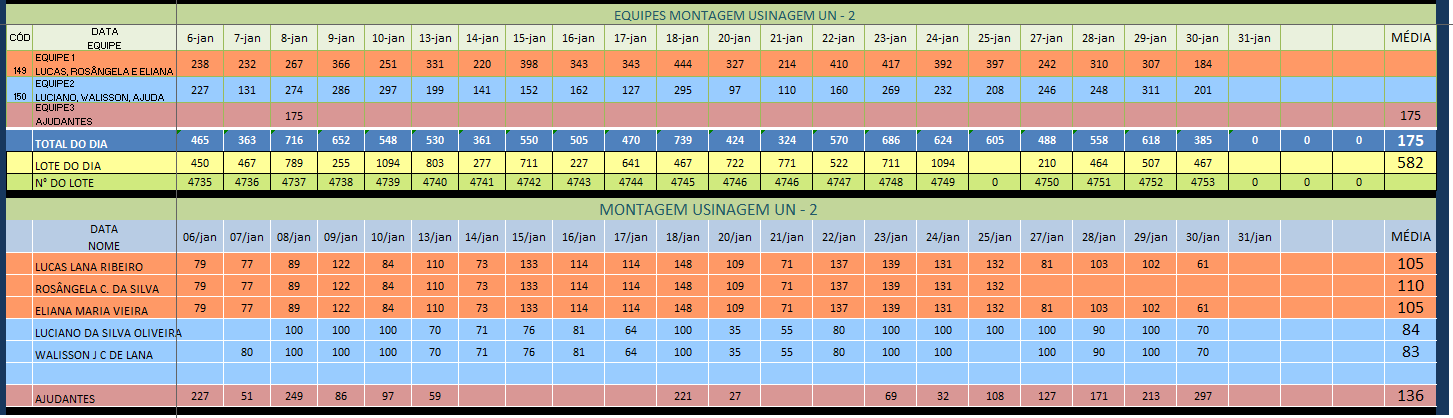 EQUIPES MONTAGEM USINAGEM UN - 2
CÓD DATA EQUIPE 6-jan 7-jan 8-jan 9-jan 10-jan 13-jan 14-jan 15-jan 16-jan 17-jan 18-jan 20-jan 21-jan 22-jan 23-jan 24-jan 25-jan 27-jan 28-jan 29-jan 30-jan 31-jan MÉDIA
149 EQUIPE 1 LUCAS, ROSÂNGELA E ELIANA 238 232 267 366 251 331 220 398 343 343 444 327 214 410 417 392 397 242 310 307 184
150 EQUIPE2 LUCIANO, WALISSON, AJUDA 227 131 274 286 297 199 141 152 162 127 295 97 110 160 269 232 208 246 248 311 201
EQUIPE3 AJUDANTES 175 175
TOTAL DO DIA 465 363 716 652 548 530 361 550 505 470 739 424 324 570 686 624 605 488 558 618 385 0 0 0 175
LOTE DO DIA 450 467 789 255 1094 803 277 711 227 641 467 722 771 522 711 1094 210 464 507 467 582
Nº DO LOTE 4735 4736 4737 4738 4739 4740 4741 4742 4743 4744 4745 4746 4746 4747 4748 4749 0 4750 4751 4752 4753 0 0 0
MONTAGEM USINAGEM UN - 2
DATA NOME 06/jan 07/jan 08/jan 09/jan 10/jan 13/jan 14/jan 15/jan 16/jan 17/jan 18/jan 20/jan 21/jan 22/jan 23/jan 24/jan 25/jan 27/jan 28/jan 29/jan 30/jan 31/jan MÉDIA
LUCAS LANA RIBEIRO 79 77 89 122 84 110 73 133 114 114 148 109 71 137 139 131 132 81 103 102 61 105
ROSÂNGELA C. DA SILVA 79 77 89 122 84 110 73 133 114 114 148 109 71 137 139 131 132 110
ELIANA MARIA VIEIRA 79 77 89 122 84 110 73 133 114 114 148 109 71 137 139 131 132 81 103 102 61 105
LUCIANO DA SILVA OLIVEIRA 100 100 100 70 71 76 81 64 100 35 55 80 100 100 100 100 90 100 70 84
WALISSON J C DE LANA 80 100 100 100 70 71 76 81 64 100 35 55 80 100 100 100 90 100 70 83
AJUDANTES 227 51 249 86 97 59 221 27 69 32 108 127 171 213 297 136